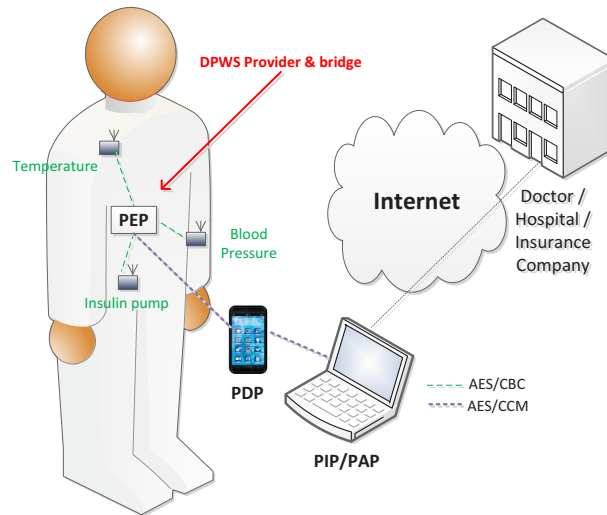 DPWS Provider & bridge
Temperature
PEP
Blood
Pressure
Insulin pump
Internet
Doctor /
Hospital /
Insurance
Company
PDP
PIP/PAP
AES/CBC
AES/CCM